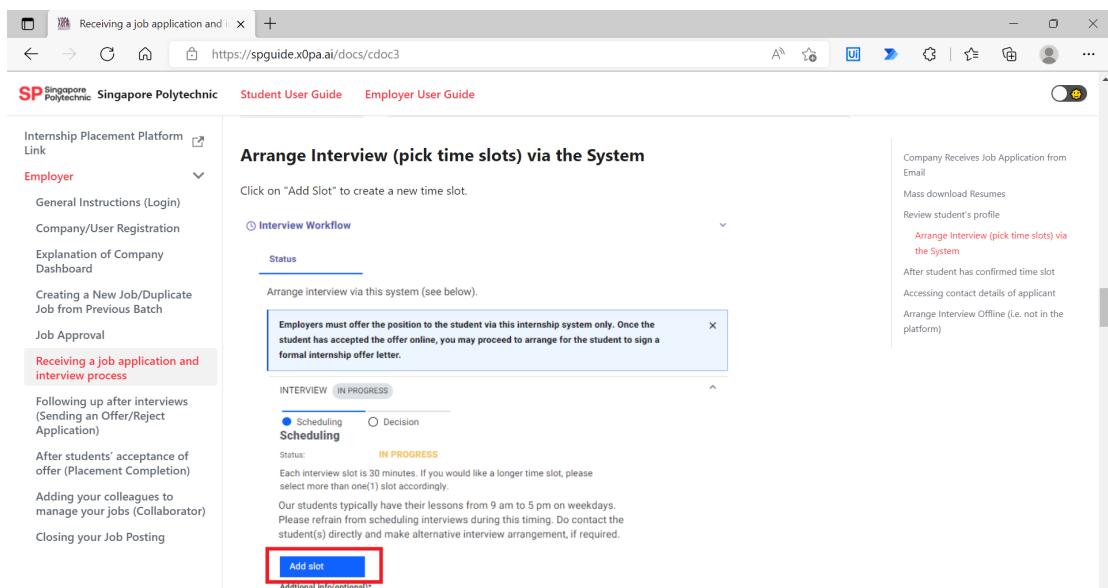 Receiving a job application and i
https://spguide.x0pa.ai/docs/cdoc3
Ui
SP Singapore Polytechnic Singapore Polytechnic
Student User Guide
Employer User Guide
Internship Placement Platform
Link
Employer
General Instructions (Login)
Company/User Registration
Explanation of Company
Dashboard
Creating a New Job/Duplicate
Job from Previous Batch
Job Approval
Receiving a job application and
interview process
Following up after interviews
(Sending an Offer/Reject
Application)
After students' acceptance of
offer (Placement Completion)
Adding your colleagues to
manage your jobs (Collaborator)
Closing your Job Posting
Arrange Interview (pick time slots) via the System
Click on "Add Slot" to create a new time slot.
Interview Workflow
Status
Arrange interview via this system (see below).
Employers must offer the position to the student via this internship system only. Once the
student has accepted the offer online, you may proceed to arrange for the student to sign a
formal internship offer letter.
INTERVIEW IN PROGRESS
Scheduling Decision
Scheduling
Status: IN PROGRESS
Each interview slot is 30 minutes. If you would like a longer time slot, please
select more than one(1) slot accordingly.
Our students typically have their lessons from 9 am to 5 pm on weekdays.
Please refrain from scheduling interviews during this timing. Do contact the
student(s) directly and make alternative interview arrangement, if required.
Add slot
Addtional info(optional)*
Company Receives Job Application from
Email
Mass download Resumes
Review student's profile
Arrange Interview (pick time slots) via
the System
After student has confirmed time slot
Accessing contact details of applicant
Arrange Interview Offline (i.e. not in the
platform)